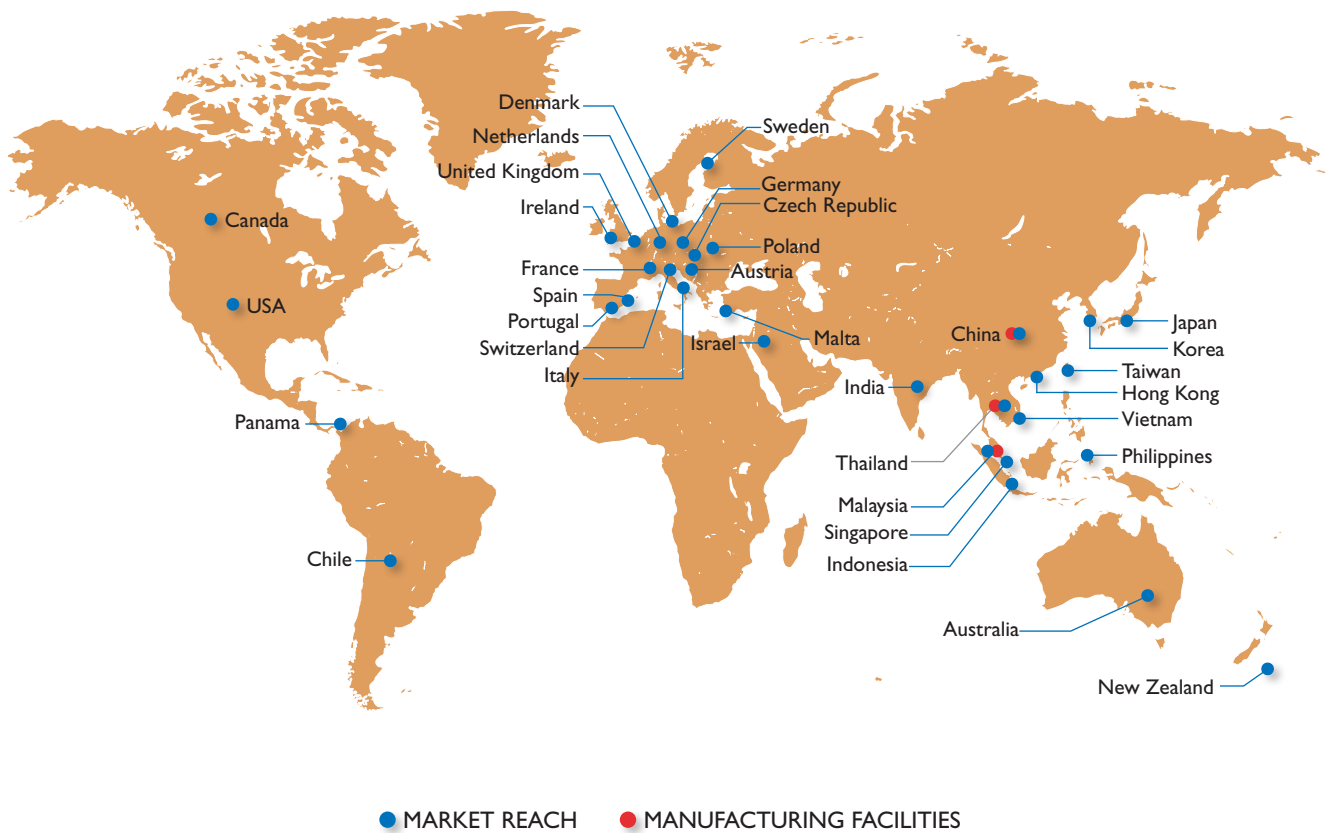 Denmark
Sweden
Netherlands
United Kingdom
Germany
Ireland
Czech Republic
Canada
Poland
France
Austria
Spain
USA
Portugal
Malta
China
Japan
Switzerland
Israel
Korea
Italy
Taiwan
India
Hong Kong
Panama
Vietnam
Thailand
Philippines
Malaysia
Singapore
Chile
Indonesia
Australia
New Zealand
MARKET REACH
MANUFACTURING FACILITIES